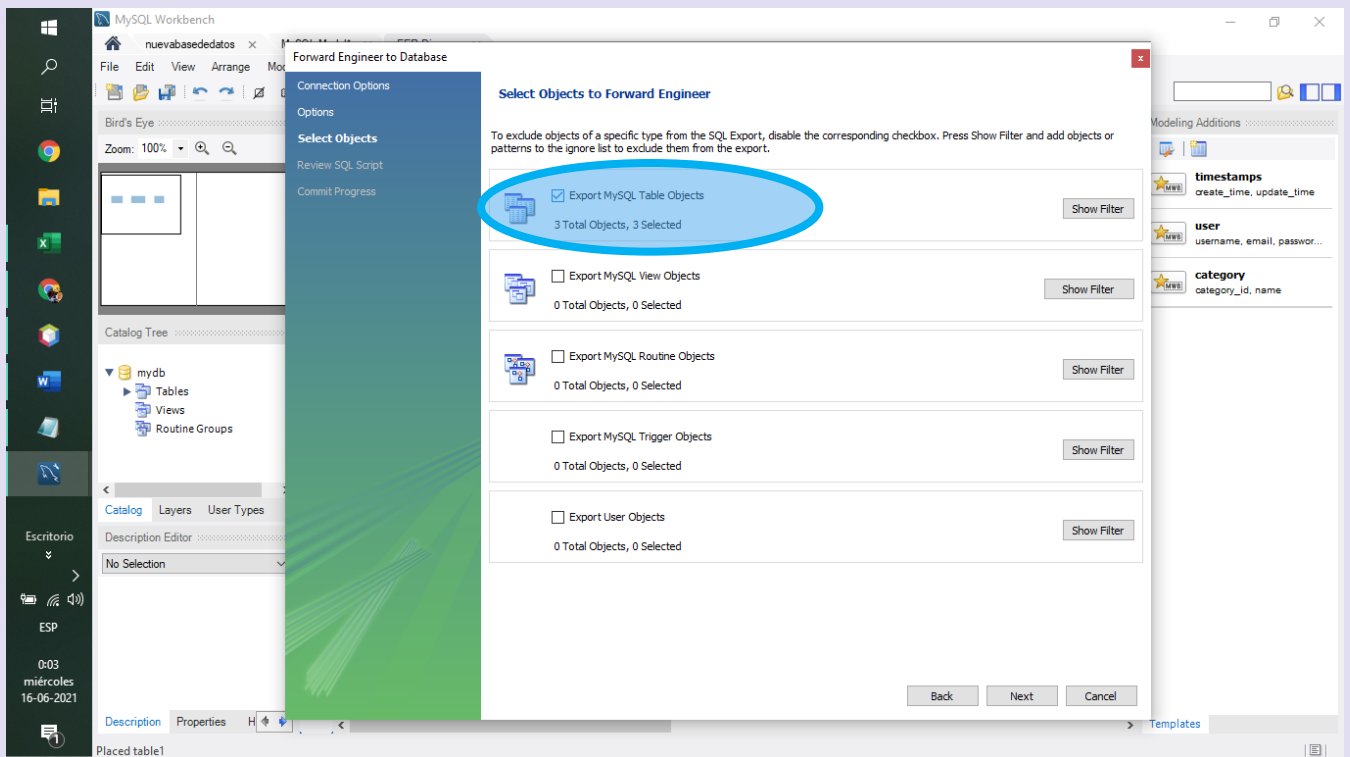 MySQL Workbench
nuevabasededatos ×
File Edit View Arrange
Bird's Eye
Zoom: 100%
Catalog Tree
mydb
Tables
Views
Routine Groups
Catalog Layers User Types
Description Editor
No Selection
Description Properties H
Placed table1
Escritorio
ESP
0:03
miércoles
16-06-2021
Forward Engineer to Database
Connection Options
Options
Select Objects
Review SQL Script
Commit Progress
Select Objects to Forward Engineer
To exclude objects of a specific type from the SQL Export, disable the corresponding checkbox. Press Show Filter and add objects or
patterns to the ignore list to exclude them from the export.
Export MySQL Table Objects
3 Total Objects, 3 Selected
Show Filter
Export MySQL View Objects
0 Total Objects, 0 Selected
Show Filter
Export MySQL Routine Objects
0 Total Objects, 0 Selected
Show Filter
Export MySQL Trigger Objects
0 Total Objects, 0 Selected
Show Filter
Export User Objects
0 Total Objects, 0 Selected
Show Filter
Back Next Cancel
Modeling Additions
timestamps
create_time, update_time
user
username, email, passwor...
category
category_id, name
Templates